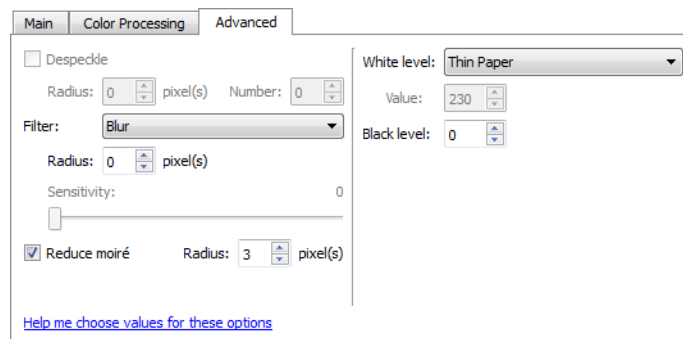 Main Color Processing Advanced
Despeckle
Radius: 0 pixel(s) Number: 0
Filter: Blur
Radius: 0 pixel(s)
Sensitivity: 0
Reduce moiré Radius: 3 pixel(s)
Help me choose values for these options
White level: Thin Paper
Value: 230
Black level: 0